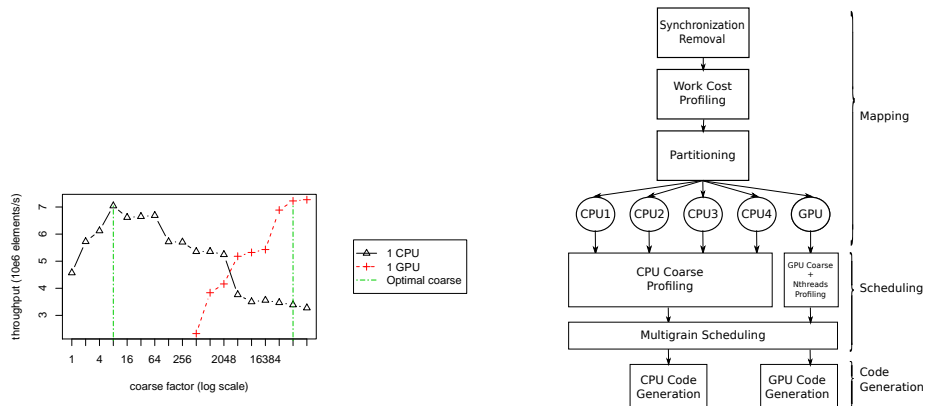 throughput (10e6 elements/s)
7
6
5
4
3
1 4 16 64 256 2048 16384
coarse factor (log scale)
1 CPU
1 GPU
Optimal coarse
Synchronization
Removal
Work Cost
Profiling
Partitioning
Mapping
CPU1 CPU2 CPU3 CPU4 GPU
CPU Coarse
Profiling
GPU Coarse
+
Nthreads
Profiling
Scheduling
Multigrain Scheduling
CPU Code
Generation
GPU Code
Generation
Code
Generation